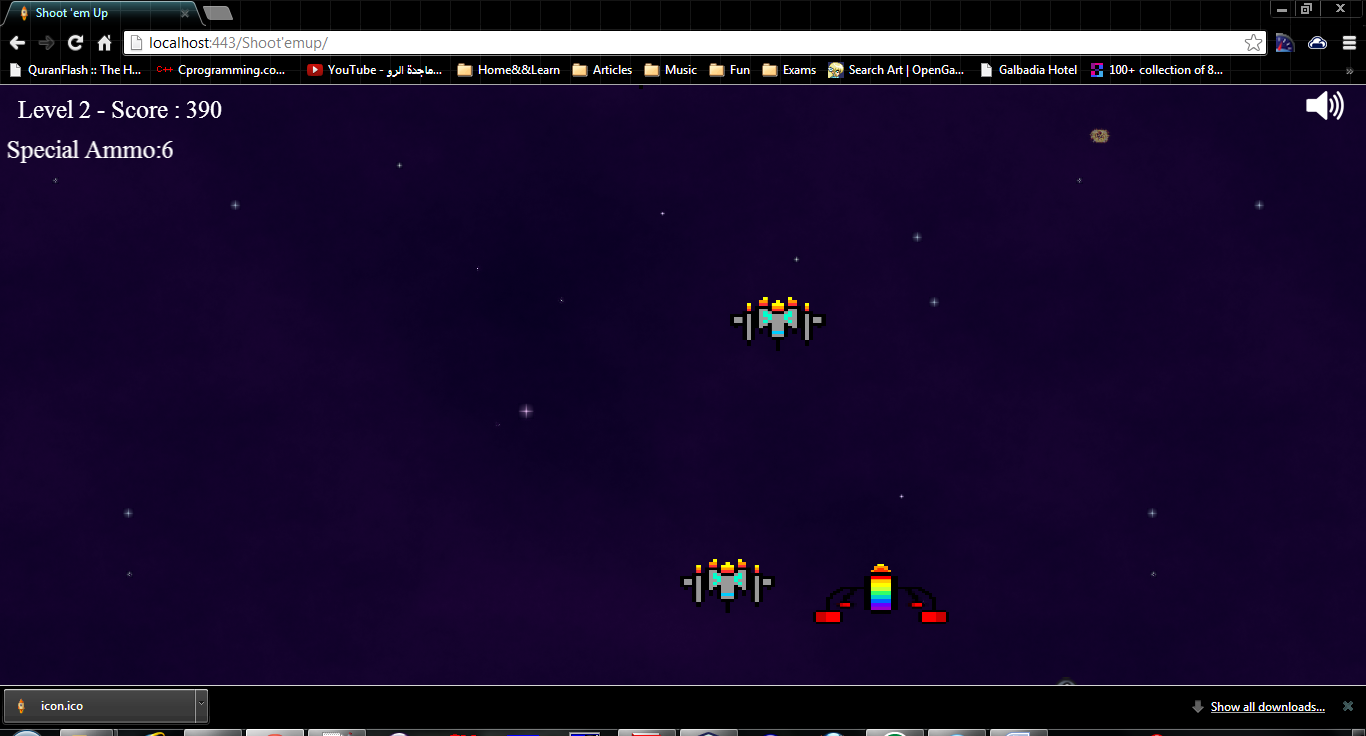 Shoot 'em Up
localhost:443/Shoot'emup/
QuranFlash :: The H...
Cprogramming.co...
YouTube - ماجدة الرو...
Home&&Learn
Articles
Music
Fun
Exams
Search Art | OpenGa...
Galbadia Hotel
100+ collection of 8...
»
Level 2 - Score : 390
Special Ammo:6
icon.ico
Show all downloads...